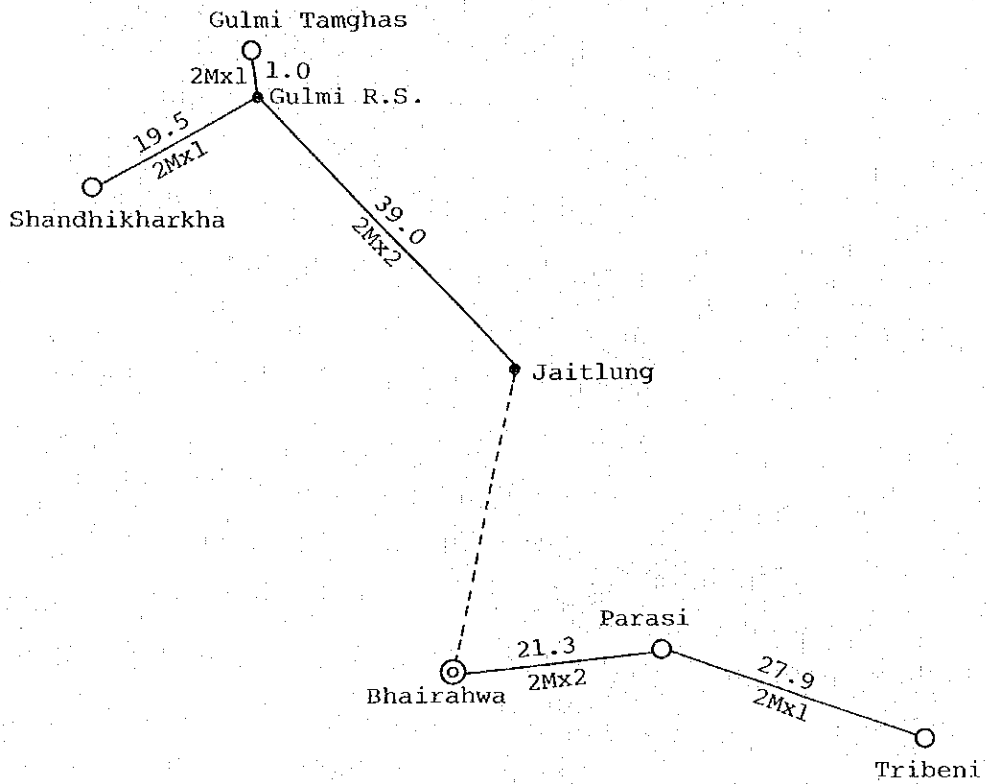 Gulmi Tamghas
2Mx1
1.0
Gulmi R.S.
19.5
2Mx1
Shandhikharkha
39.0
2Mx2
Jaitlung
Parasi
21.3
2Mx2
Bhairahwa
27.9
2Mx1
Tribeni